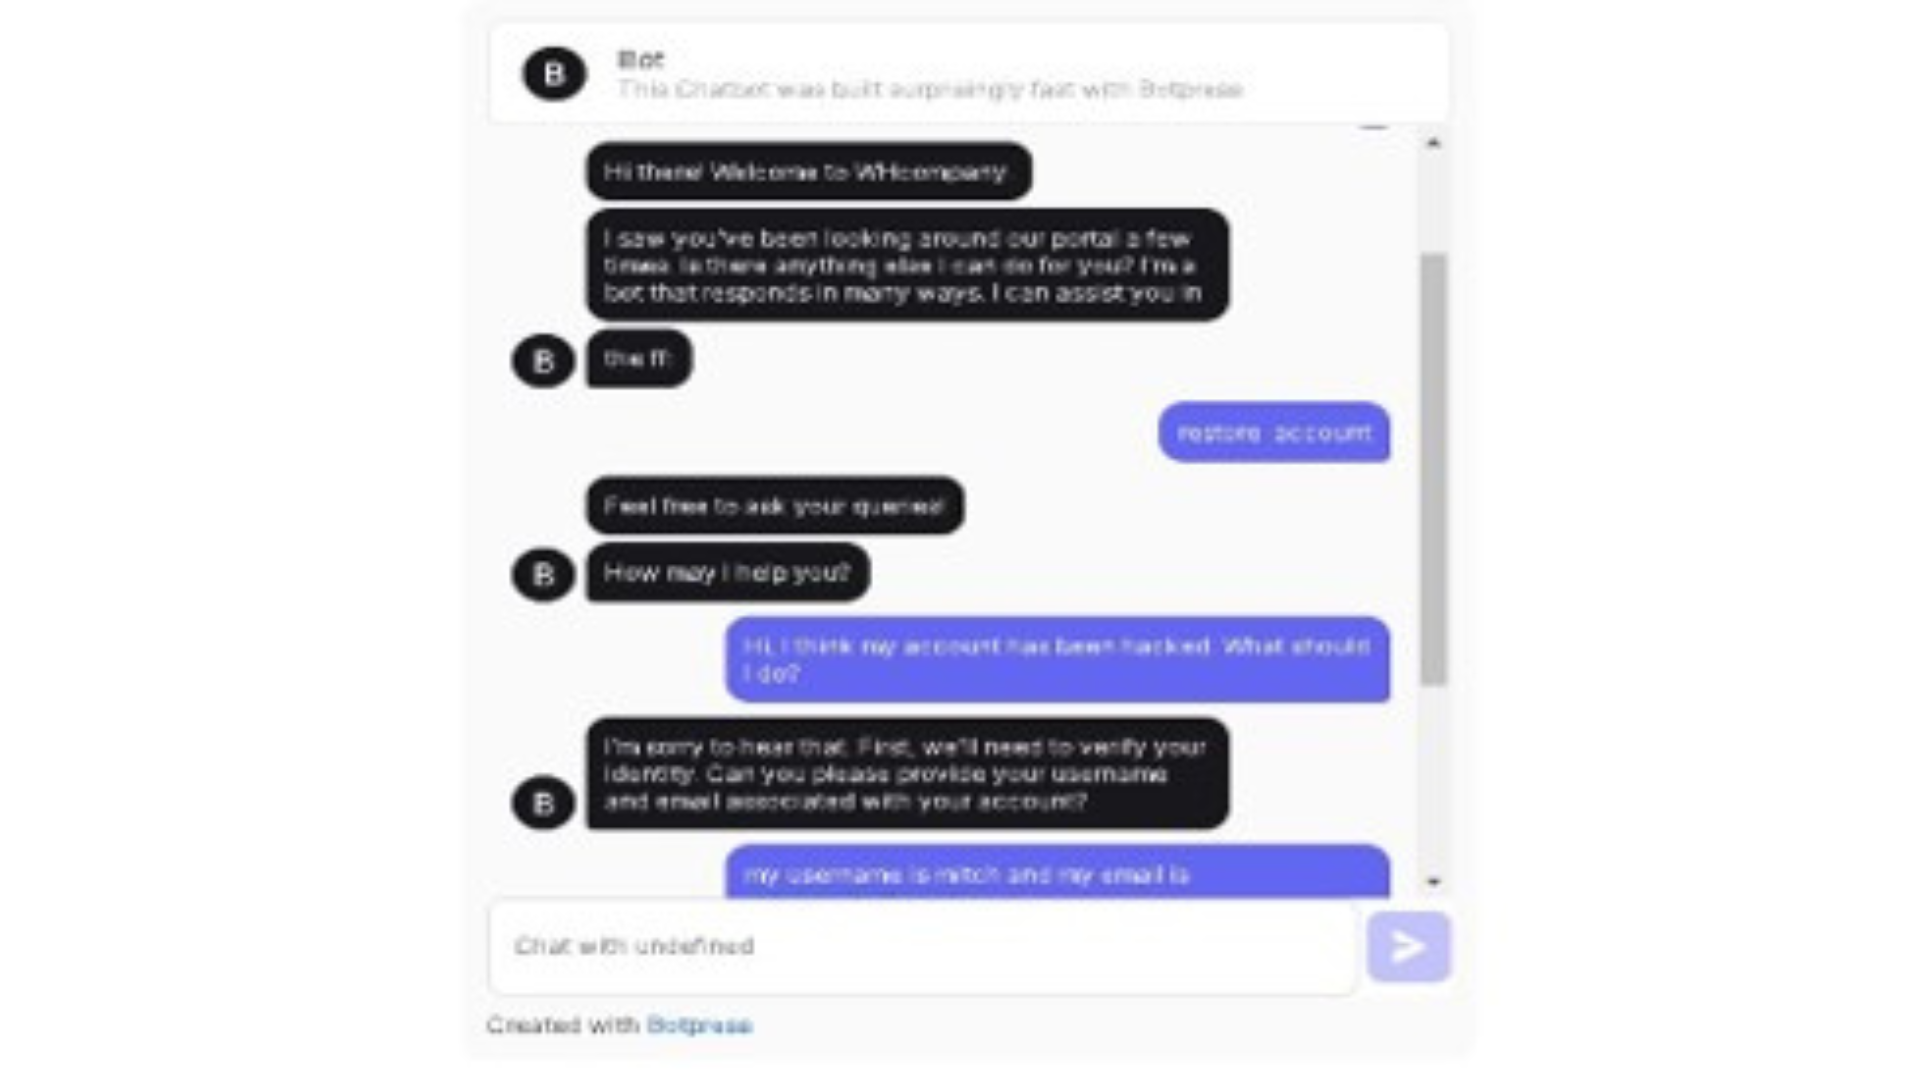 B
Bot
This Chatbot was built surprisingly fast with Botpress
Hi there! Welcome to WHcompany
I saw you've been looking around our portal a few
times. Is there anything else I can do for you? I'm a
bot that responds in many ways. I can assist you in
B
the ff:
restore account
Feel free to ask your queries!
B
How may I help you?
Hi, I think my account has been hacked. What should
I do?
I'm sorry to hear that. First, we'll need to verify your
identity. Can you please provide your username
and email associated with your account?
B
my username is mitch and my email is
Chat with undefined
Created with Botpress